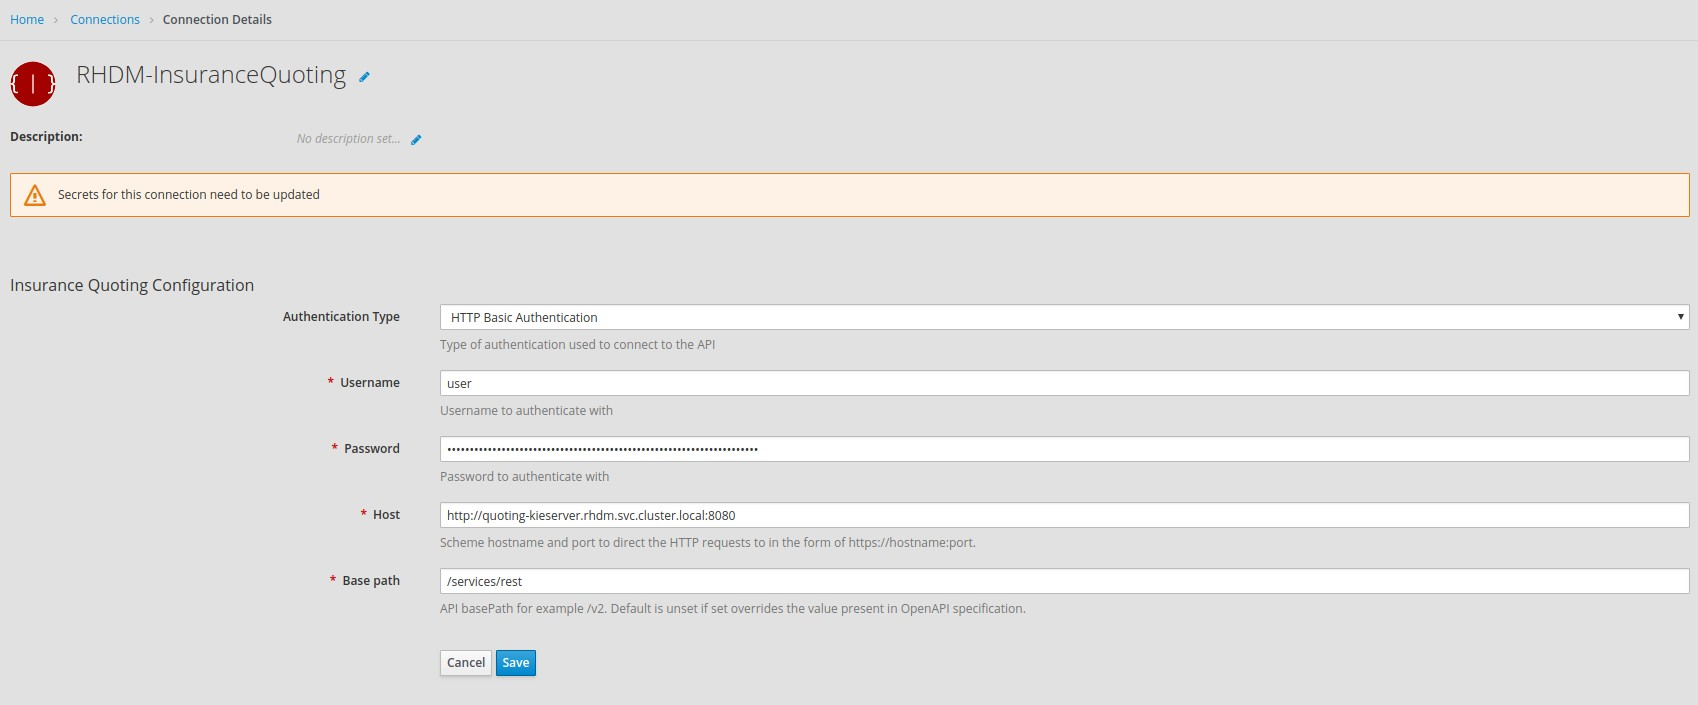 Home › Connections › Connection Details
{ | } RHDM-InsuranceQuoting
Description: No description set...
Secrets for this connection need to be updated
Insurance Quoting Configuration
Authentication Type HTTP Basic Authentication
Type of authentication used to connect to the API
* Username user
Username to authenticate with
* Password
Password to authenticate with
* Host http://quoting-kieserver.rhdm.svc.cluster.local:8080
Scheme hostname and port to direct the HTTP requests to in the form of https://hostname:port.
* Base path /services/rest
API basePath for example /v2. Default is unset if set overrides the value present in OpenAPI specification.
Cancel Save